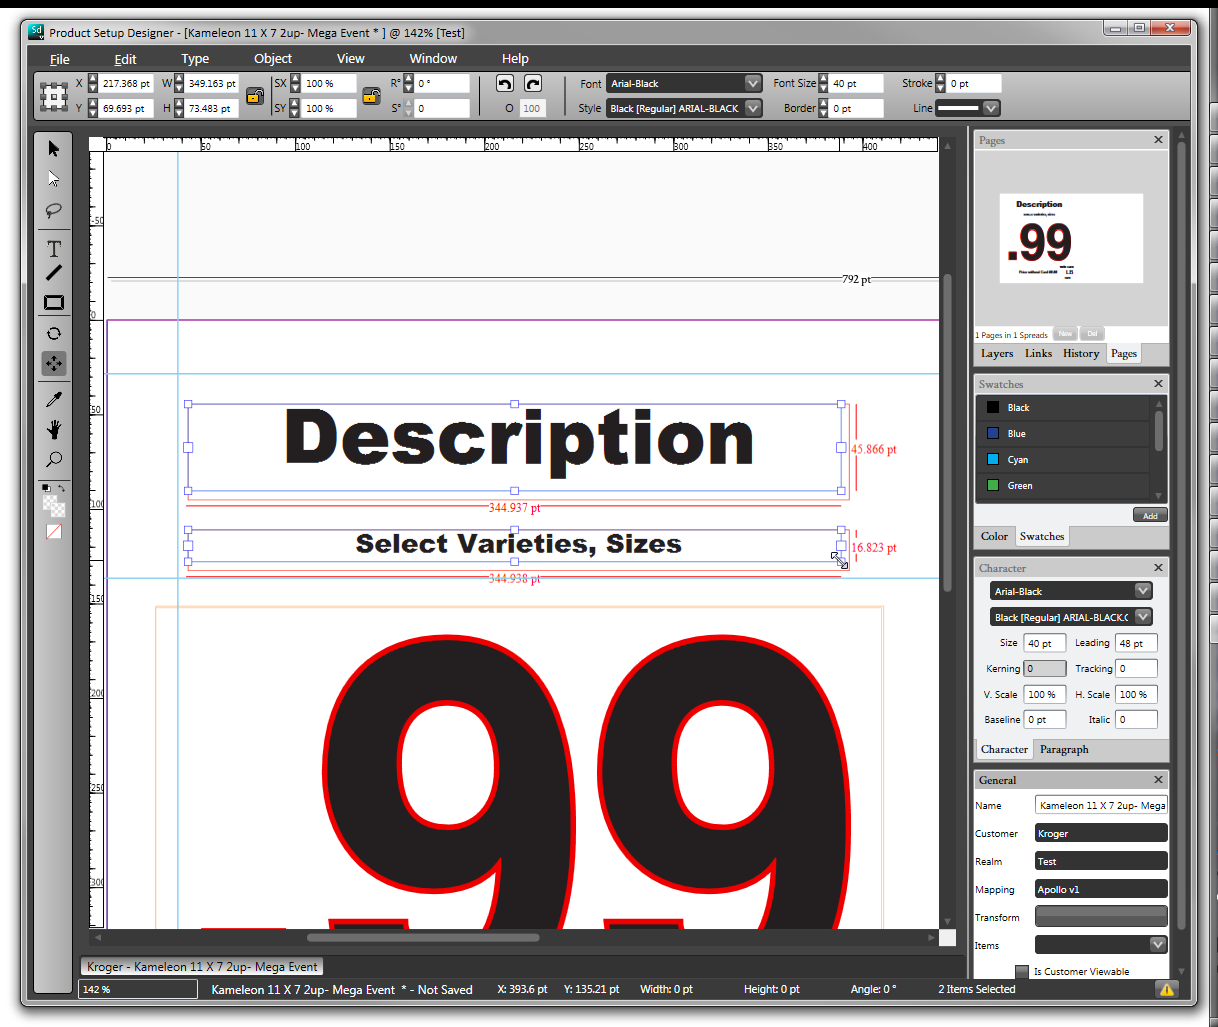 Sd Product Setup Designer - [Kameleon 11 X 7 2up- Mega Event * ] @ 142% [Test]
File Edit Type Object View Window Help
X 217.368 pt W 349.163 pt SX 100 % R° 0 ° Font Arial-Black Font Size 40 pt Stroke 0 pt
Y 69.693 pt H 73.483 pt SY 100 % S° 0 O 100 Style Black [Regular] ARIAL-BLACK Border 0 pt Line
0 50 100 150 200 250 300 350 400
-50
0
50
100
150
200
250
300
792 pt
Description
45.866 pt
344.937 pt
Select Varieties, Sizes
16.823 pt
344.938 pt
99
Pages
Description
.99
1 Pages in 1 Spreads New Del
Layers Links History Pages
Swatches
Black
Blue
Cyan
Green
Add
Color Swatches
Character
Arial-Black
Black [Regular] ARIAL-BLACK.(
Size 40 pt Leading 48 pt
Kerning 0 Tracking 0
V. Scale 100 % H. Scale 100 %
Baseline 0 pt Italic 0
Character Paragraph
General
Name Kameleon 11 X 7 2up- Mega
Customer Kroger
Realm Test
Mapping Apollo v1
Transform
Items
Is Customer Viewable
Kroger - Kameleon 11 X 7 2up- Mega Event
142 % Kameleon 11 X 7 2up- Mega Event * - Not Saved X: 393.6 pt Y: 135.21 pt Width: 0 pt Height: 0 pt Angle: 0 ° 2 Items Selected